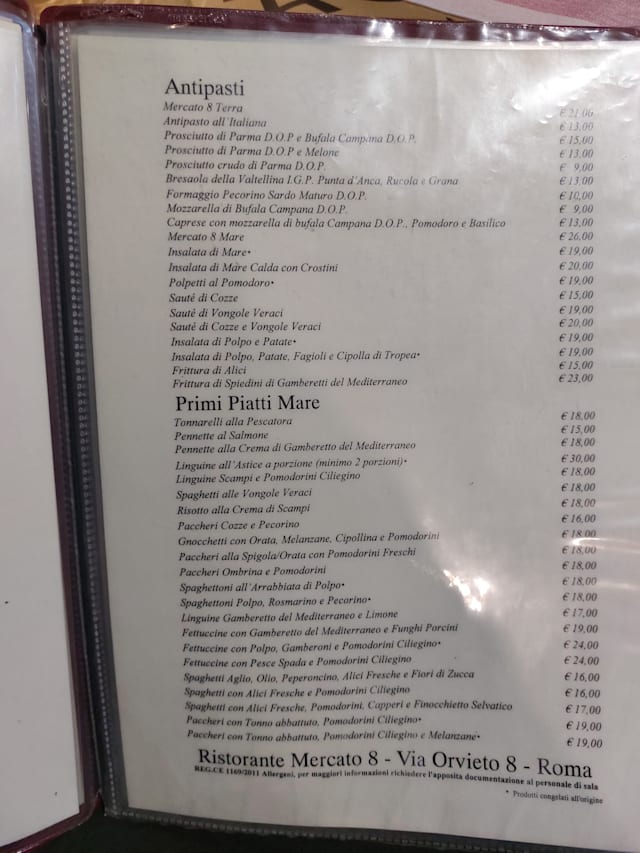 Antipasti
Mercato 8 Terra € 21,00
Antipasto all'Italiana € 13,00
Prosciutto di Parma D.O.P e Bufala Campana D.O.P. € 15,00
Prosciutto di Parma D.O.P e Melone € 13,00
Prosciutto crudo di Parma D.O.P. € 9,00
Bresaola della Valtellina I.G.P. Punta d'Anca, Rucola e Grana € 13,00
Formaggio Pecorino Sardo Maturo D.O.P. € 10,00
Mozzarella di Bufala Campana D.O.P. € 9,00
Caprese con mozzarella di bufala Campana D.O.P., Pomodoro e Basilico € 13,00
Mercato 8 Mare € 26,00
Insalata di Mare* € 19,00
Insalata di Mare Calda con Crostini € 20,00
Polpetti al Pomodoro* € 19,00
Sauté di Cozze € 15,00
Sauté di Vongole Veraci € 19,00
Sauté di Cozze e Vongole Veraci € 20,00
Insalata di Polpo e Patate* € 19,00
Insalata di Polpo, Patate, Fagioli e Cipolla di Tropea* € 19,00
Frittura di Alici € 15,00
Frittura di Spiedini di Gamberetti del Mediterraneo € 23,00
Primi Piatti Mare
Tonnarelli alla Pescatora € 18,00
Pennette al Salmone € 15,00
Pennette alla Crema di Gamberetto del Mediterraneo € 18,00
Linguine all'Astice a porzione (minimo 2 porzioni)* € 30,00
Linguine Scampi e Pomodorini Ciliegino € 18,00
Spaghetti alle Vongole Veraci € 18,00
Risotto alla Crema di Scampi € 18,00
Paccheri Cozze e Pecorino € 16,00
Gnocchetti con Orata, Melanzane, Cipollina e Pomodorini € 18,00
Paccheri alla Spigola/Orata con Pomodorini Freschi € 18,00
Paccheri Ombrina e Pomodorini € 18,00
Spaghettoni all'Arrabbiata di Polpo* € 18,00
Spaghettoni Polpo, Rosmarino e Pecorino* € 18,00
Linguine Gamberetto del Mediterraneo e Limone € 17,00
Fettuccine con Gamberetto del Mediterraneo e Funghi Porcini € 19,00
Fettuccine con Polpo, Gamberoni e Pomodorini Ciliegino* € 24,00
Fettuccine con Pesce Spada e Pomodorini Ciliegino € 24,00
Spaghetti Aglio, Olio, Peperoncino, Alici Fresche e Fiori di Zucca € 16,00
Spaghetti con Alici Fresche e Pomodorini Ciliegino € 16,00
Spaghetti con Alici Fresche, Pomodorini, Capperi e Finocchietto Selvatico € 17,00
Paccheri con Tonno abbattuto, Pomodorini Ciliegino* € 19,00
Paccheri con Tonno abbattuto, Pomodorini Ciliegino e Melanzane* € 19,00
Ristorante Mercato 8 - Via Orvieto 8 - Roma
REG.CE 1169/2011 Allergeni, per maggiori informazioni richiedere l'apposita documentazione al personale di sala
* Prodotti congelati all'origine